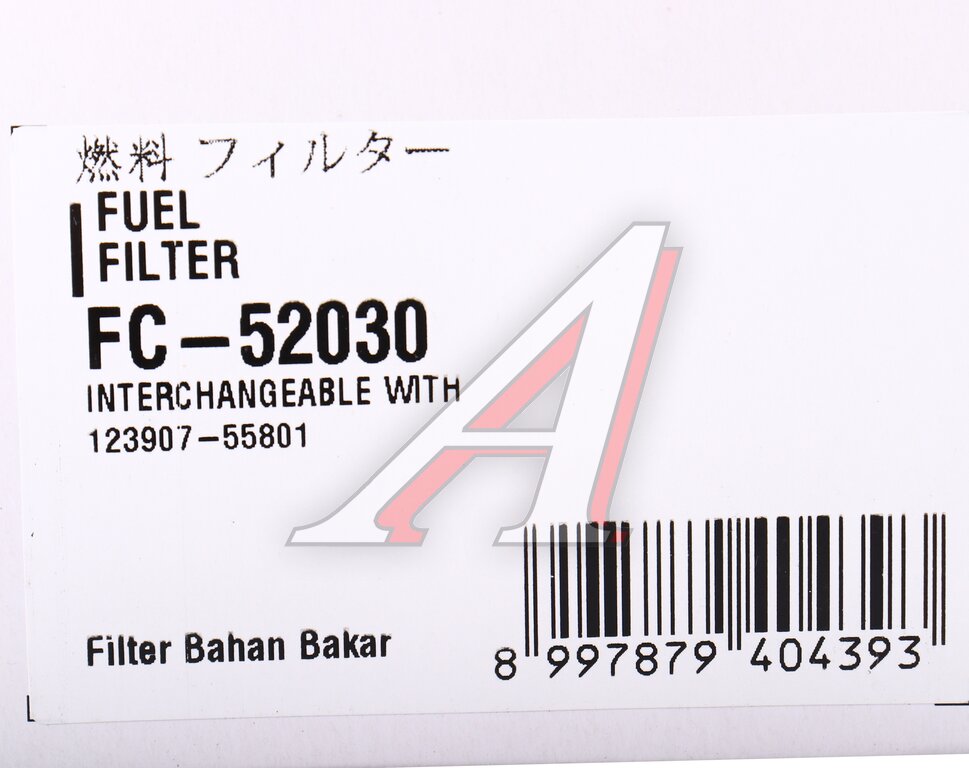 燃料 フィルター
FUEL
FILTER
FC-52030
INTERCHANGEABLE WITH
123907-55801
Filter Bahan Bakar
8 997879 404393